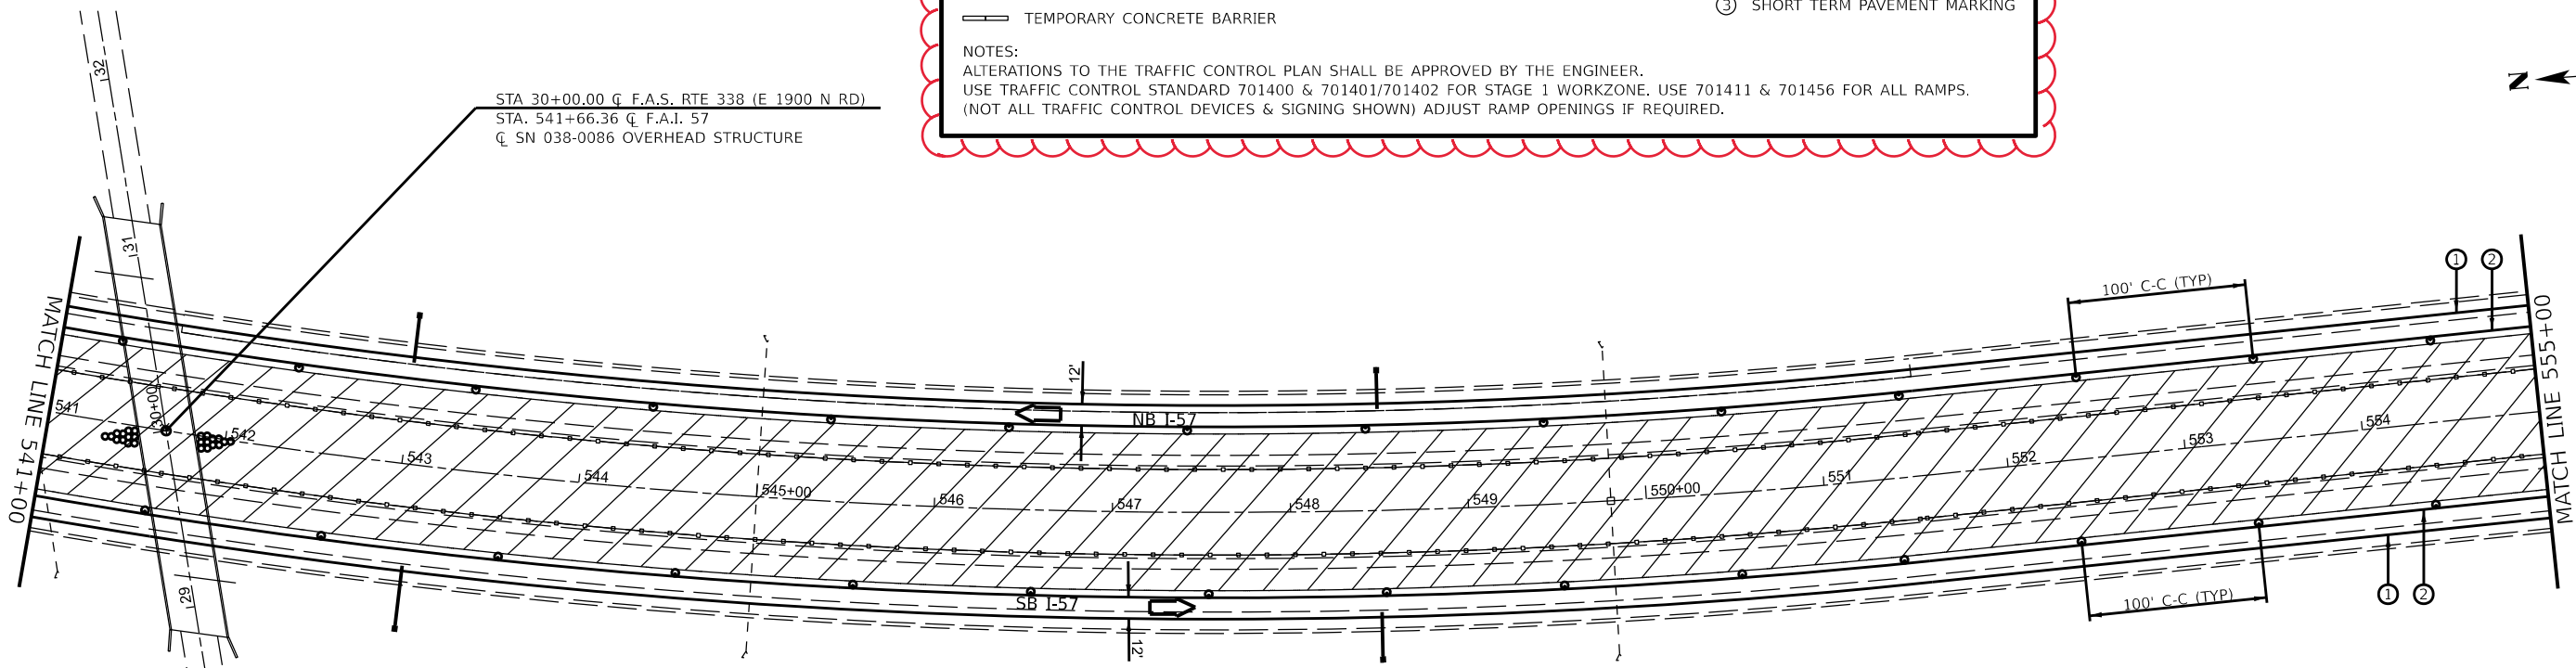 TEMPORARY CONCRETE BARRIER
③ SHORT TERM PAVEMENT MARKING
NOTES:
ALTERATIONS TO THE TRAFFIC CONTROL PLAN SHALL BE APPROVED BY THE ENGINEER.
USE TRAFFIC CONTROL STANDARD 701400 & 701401/701402 FOR STAGE 1 WORKZONE. USE 701411 & 701456 FOR ALL RAMPS.
(NOT ALL TRAFFIC CONTROL DEVICES & SIGNING SHOWN) ADJUST RAMP OPENINGS IF REQUIRED.
N
STA 30+00.00 ℄ F.A.S. RTE 338 (E 1900 N RD)
STA. 541+66.36 ℄ F.A.I. 57
℄ SN 038-0086 OVERHEAD STRUCTURE
32
31
30+00
29
MATCH LINE 541+00
541
542
543
544
545+00
546
547
548
549
550+00
551
552
553
554
MATCH LINE 555+00
12'
NB I-57
100' C-C (TYP)
①
②
SB I-57
12'
100' C-C (TYP)
①
②